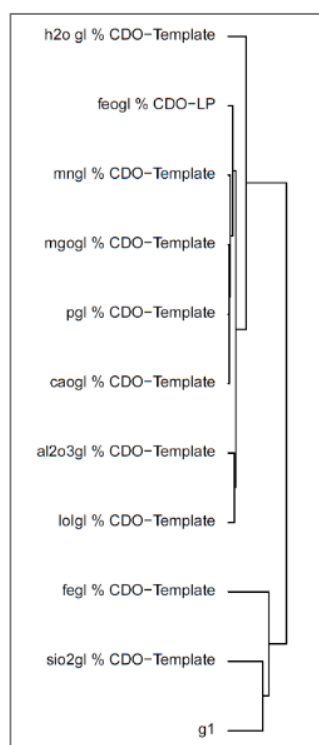 h2o gl % CDO−Template
feogl % CDO−LP
mngl % CDO−Template
mgogl % CDO−Template
pgl % CDO−Template
caogl % CDO−Template
al2o3gl % CDO−Template
lolgl % CDO−Template
fegl % CDO−Template
sio2gl % CDO−Template
g1